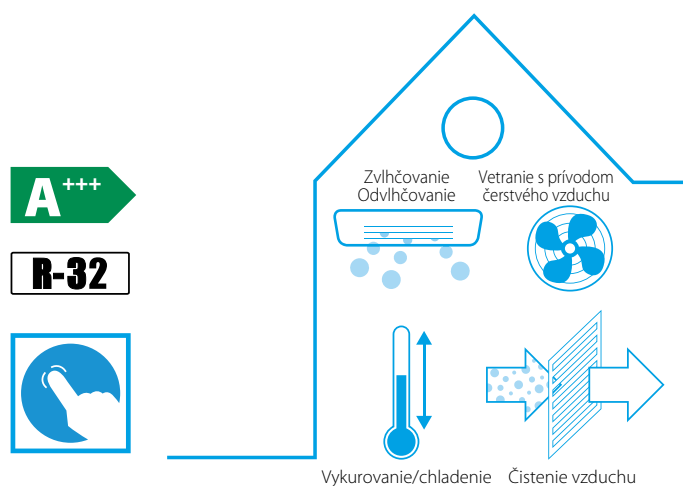 Zvlhčovanie
Odvlhčovanie
Vetranie s prívodom
čerstvého vzduchu
A+++
R-32
Vykurovanie/chladenie
Čistenie vzduchu